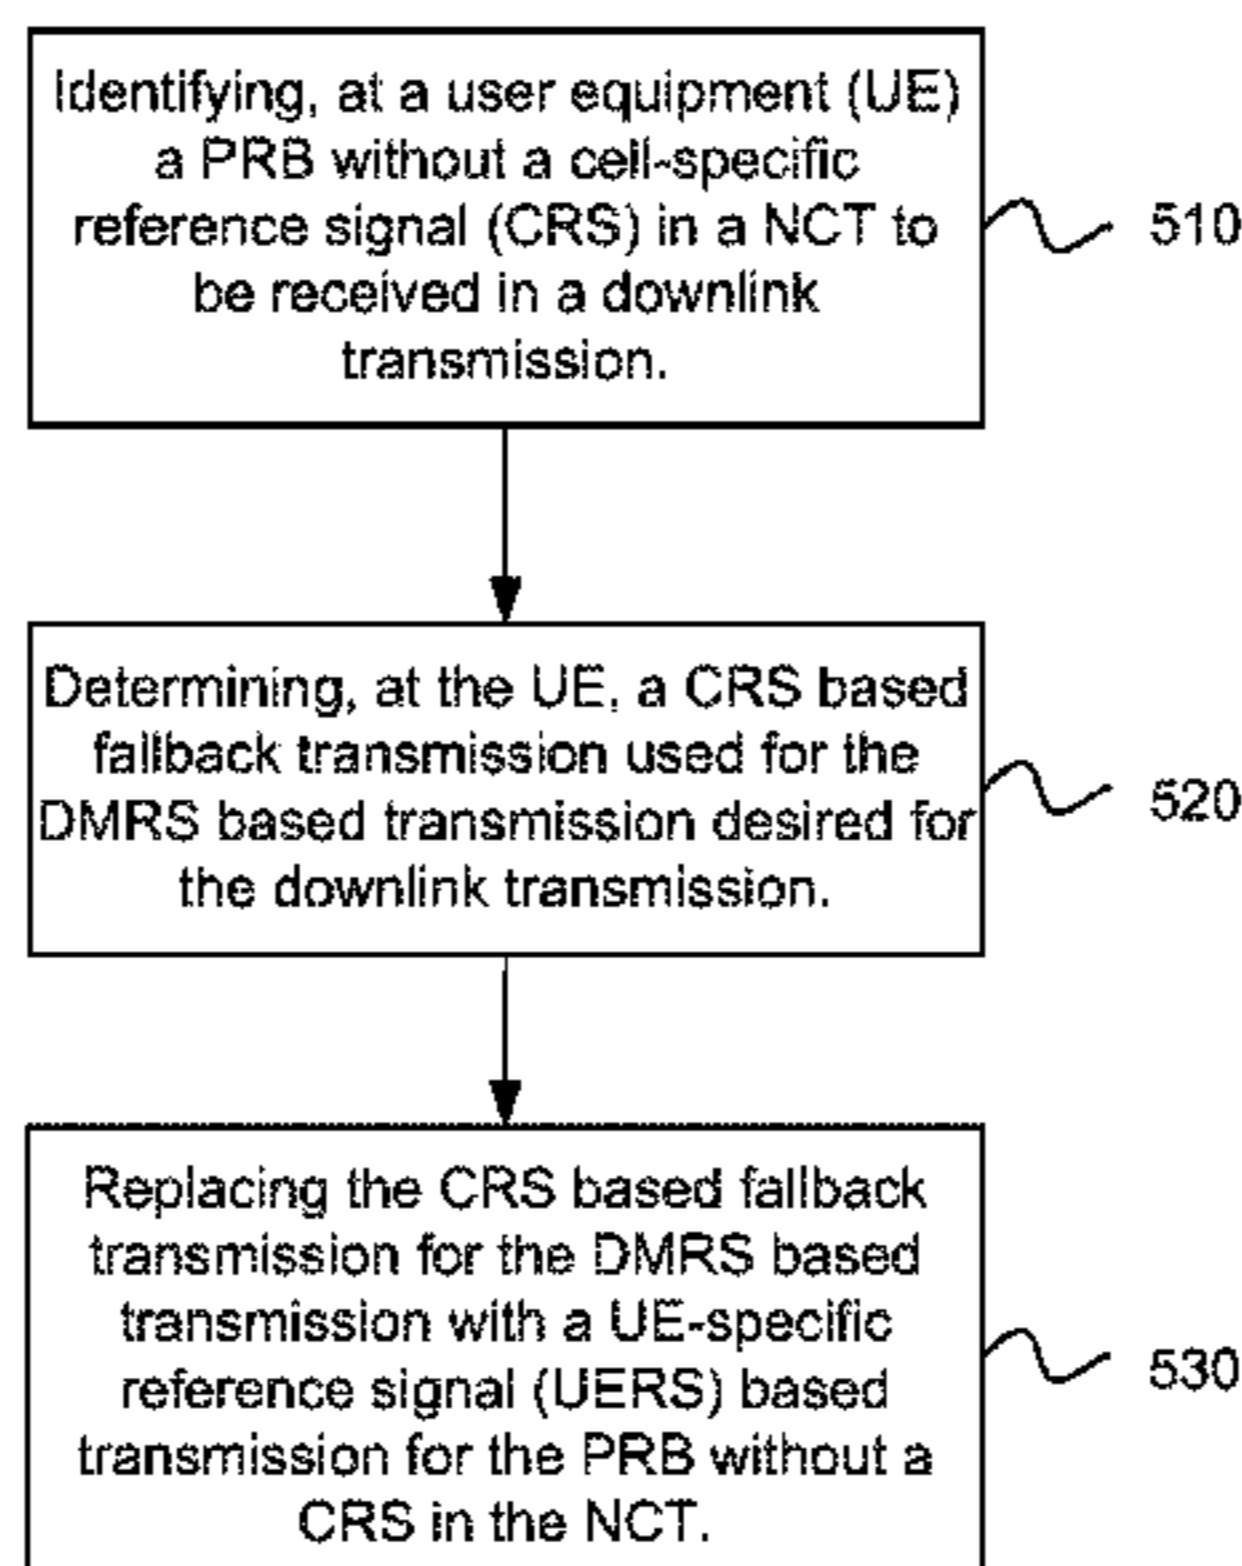 Identifying, at a user equipment (UE)
a PRB without a cell-specific
reference signal (CRS) in a NCT to
be received in a downlink
transmission.
510
Determining, at the UE, a CRS based
fallback transmission used for the
DMRS based transmission desired for
the downlink transmission.
520
Replacing the CRS based fallback
transmission for the DMRS based
transmission with a UE-specific
reference signal (UERS) based
transmission for the PRB without a
CRS in the NCT.
530